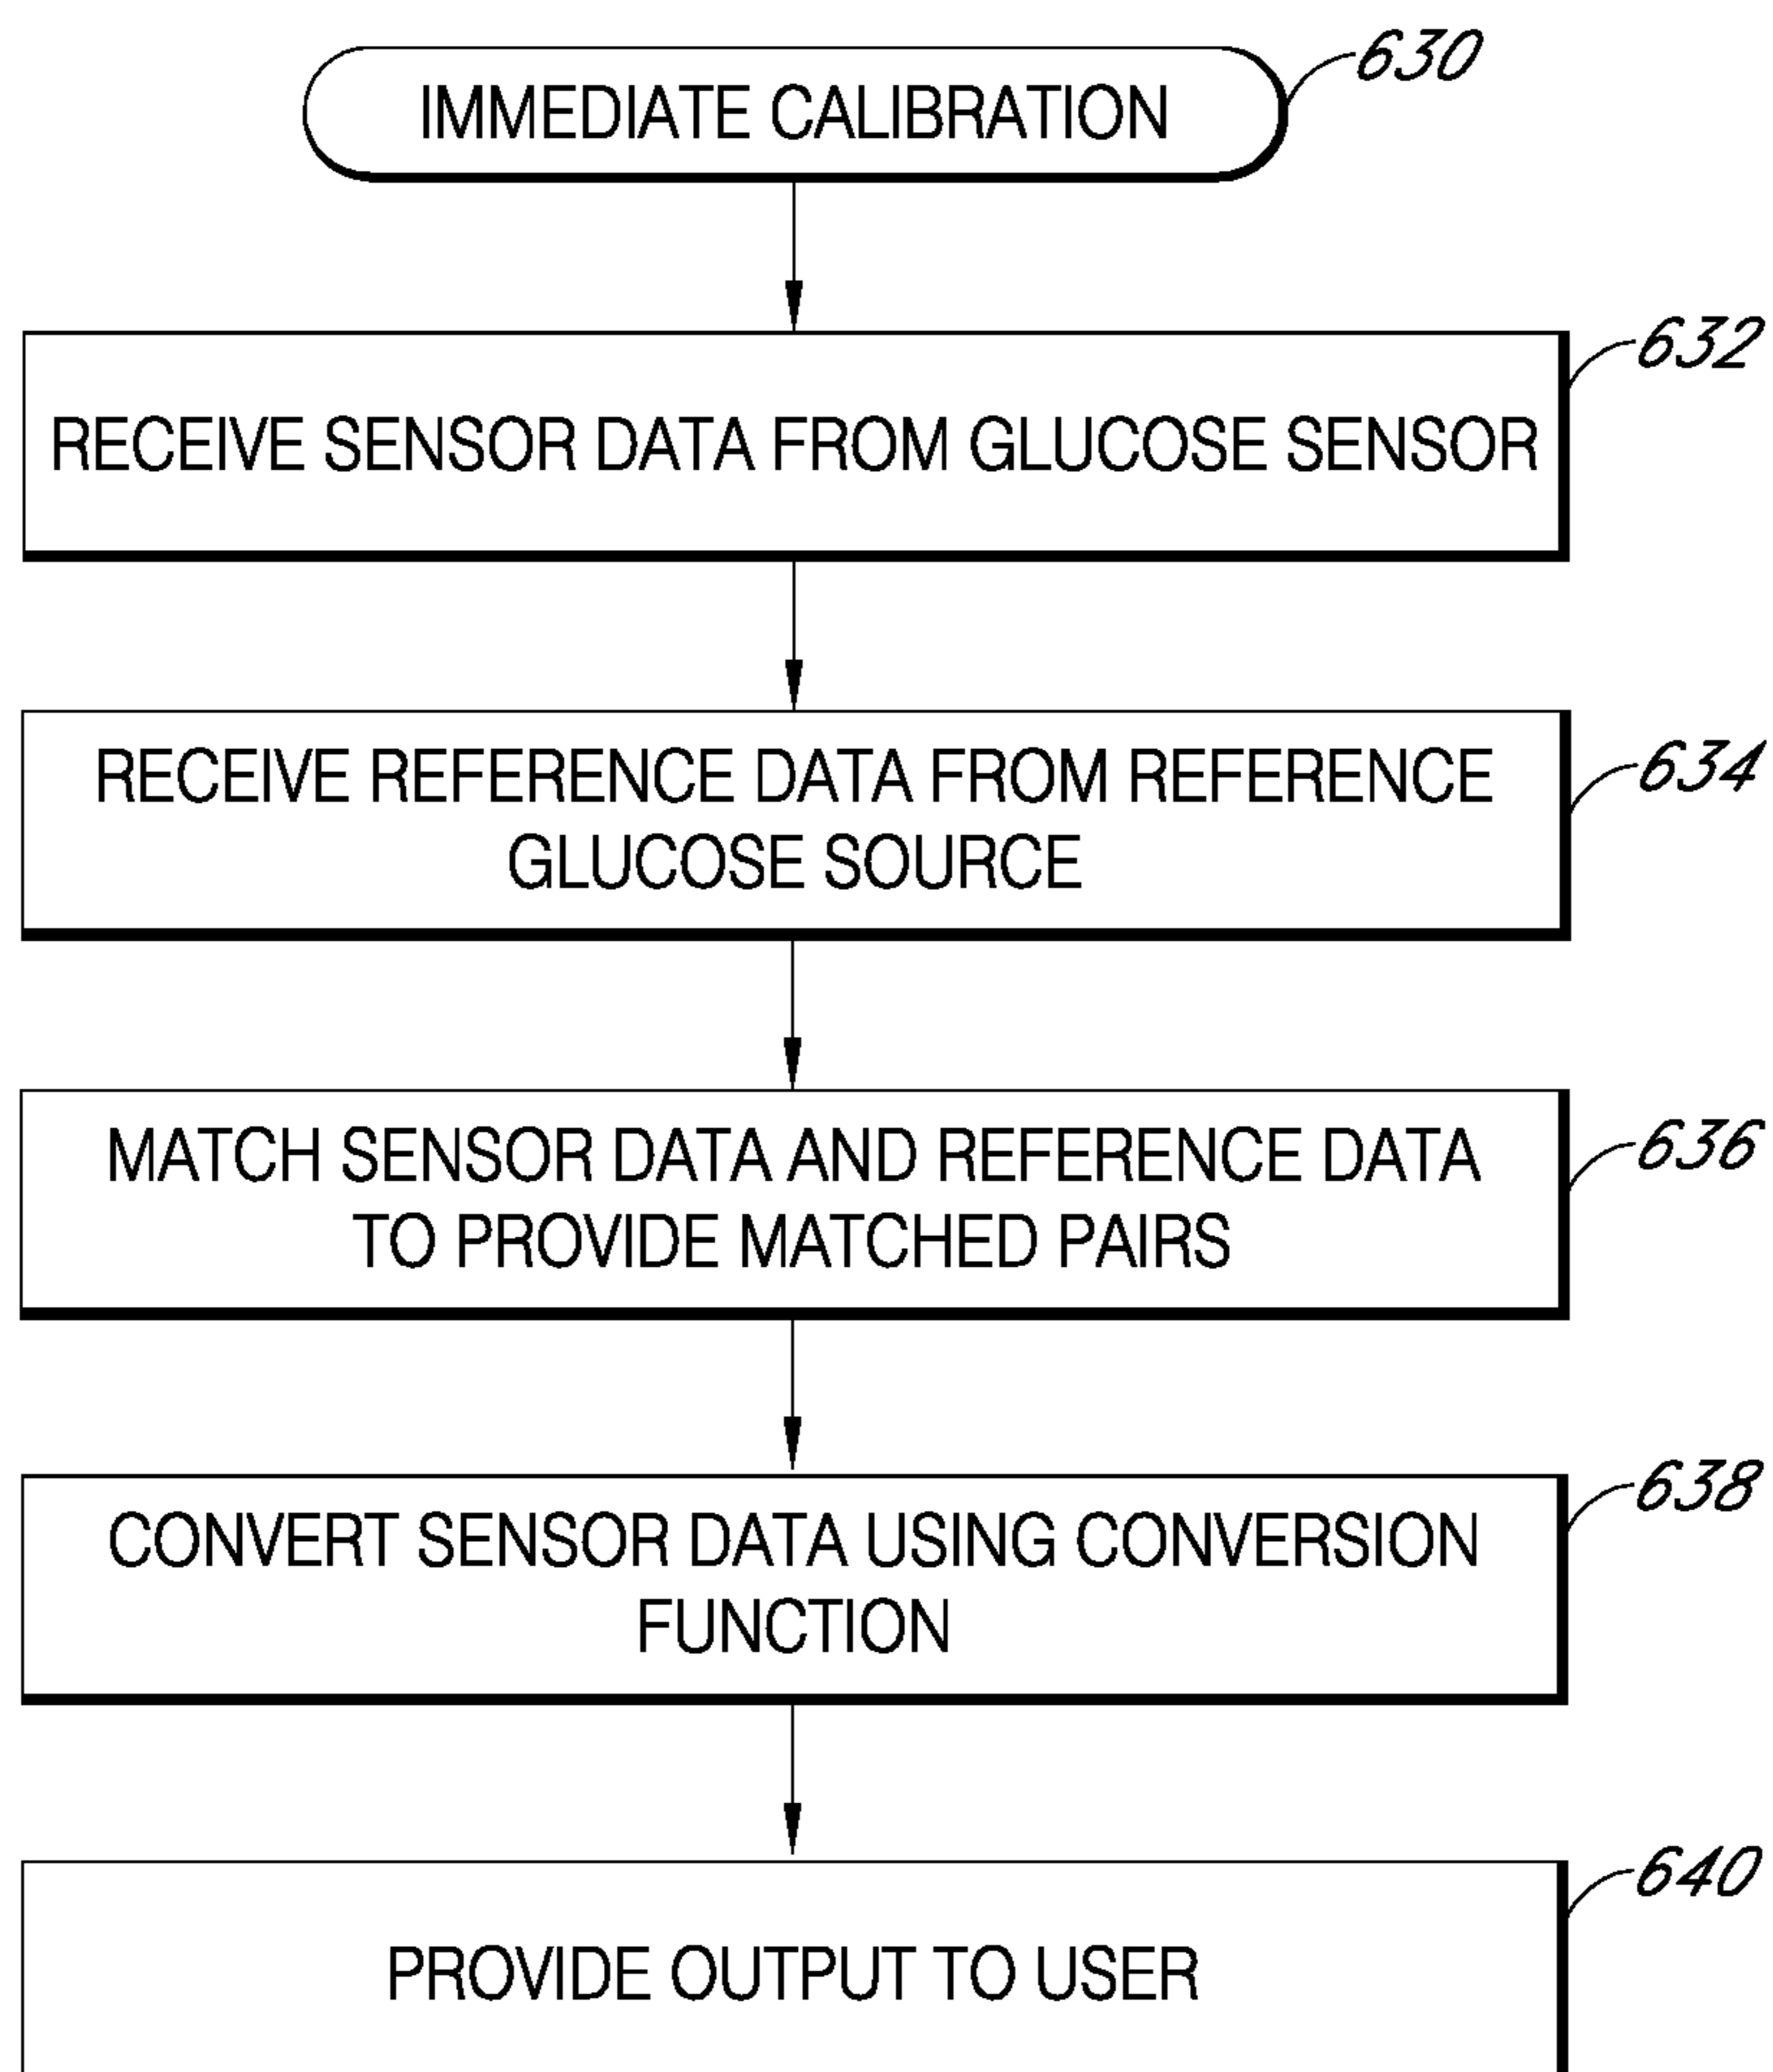 IMMEDIATE CALIBRATION
630
RECEIVE SENSOR DATA FROM GLUCOSE SENSOR
632
RECEIVE REFERENCE DATA FROM REFERENCE
GLUCOSE SOURCE
634
MATCH SENSOR DATA AND REFERENCE DATA
TO PROVIDE MATCHED PAIRS
636
CONVERT SENSOR DATA USING CONVERSION
FUNCTION
638
PROVIDE OUTPUT TO USER
640